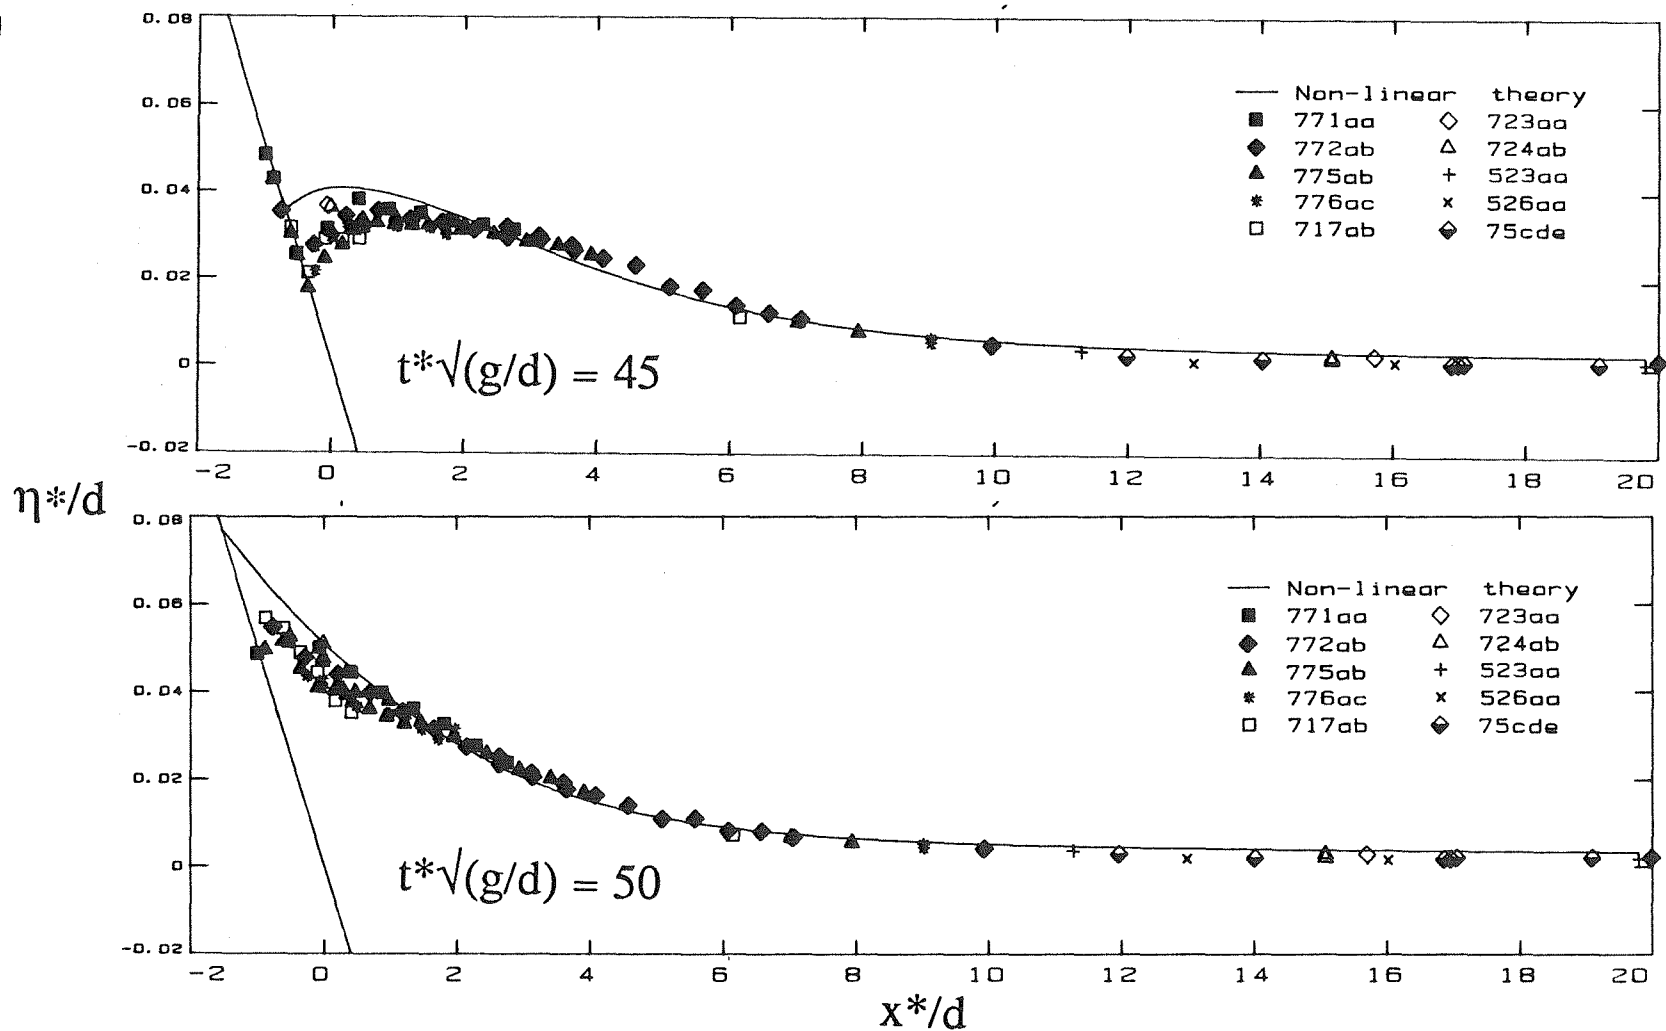 0.08
0.06
0.04
0.02
0
-0.02
-2 0 2 4 6 8 10 12 14 16 18 20
Non-linear theory
771aa 723aa
772ab 724ab
775ab 523aa
776ac 526aa
717ab 75cde
t*√(g/d) = 45
η*/d
0.08
0.06
0.04
0.02
0
-0.02
-2 0 2 4 6 8 10 12 14 16 18 20
Non-linear theory
771aa 723aa
772ab 724ab
775ab 523aa
776ac 526aa
717ab 75cde
t*√(g/d) = 50
x*/d